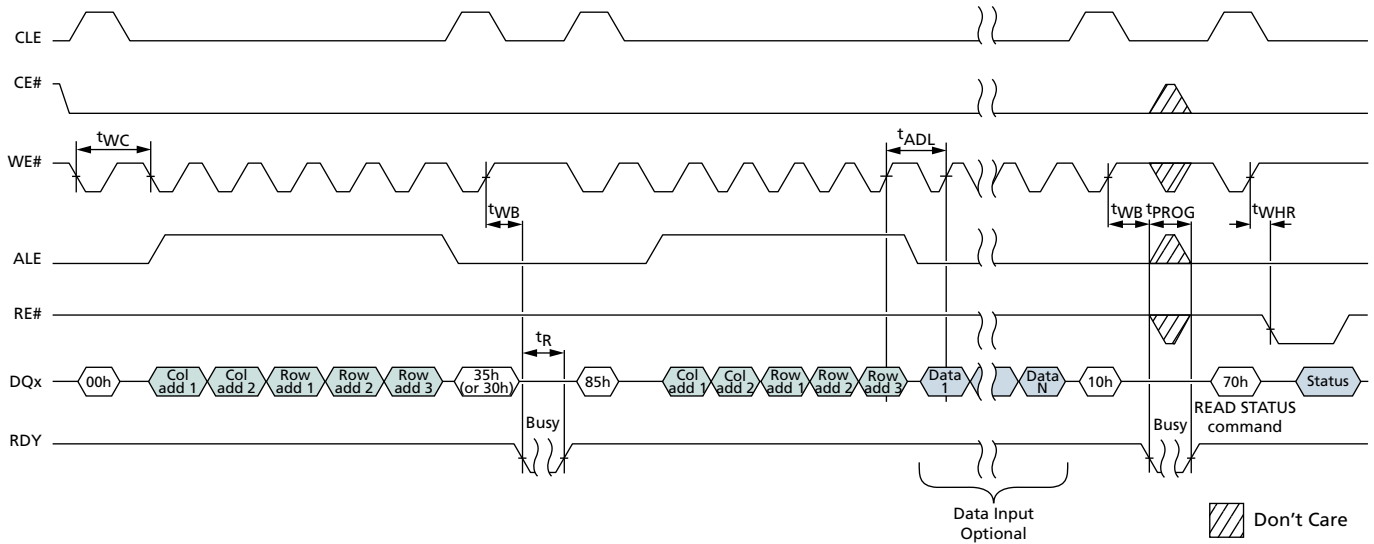 CLE
CE#
tWC
tADL
WE#
tWB
tWB
tPROG
tWHR
ALE
RE#
tR
DQx
00h
Col add 1
Col add 2
Row add 1
Row add 2
Row add 3
35h (or 30h)
85h
Col add 1
Col add 2
Row add 1
Row add 2
Row add 3
Data 1
Data N
10h
70h
Status
READ STATUS command
RDY
Busy
Busy
Data Input Optional
Don't Care